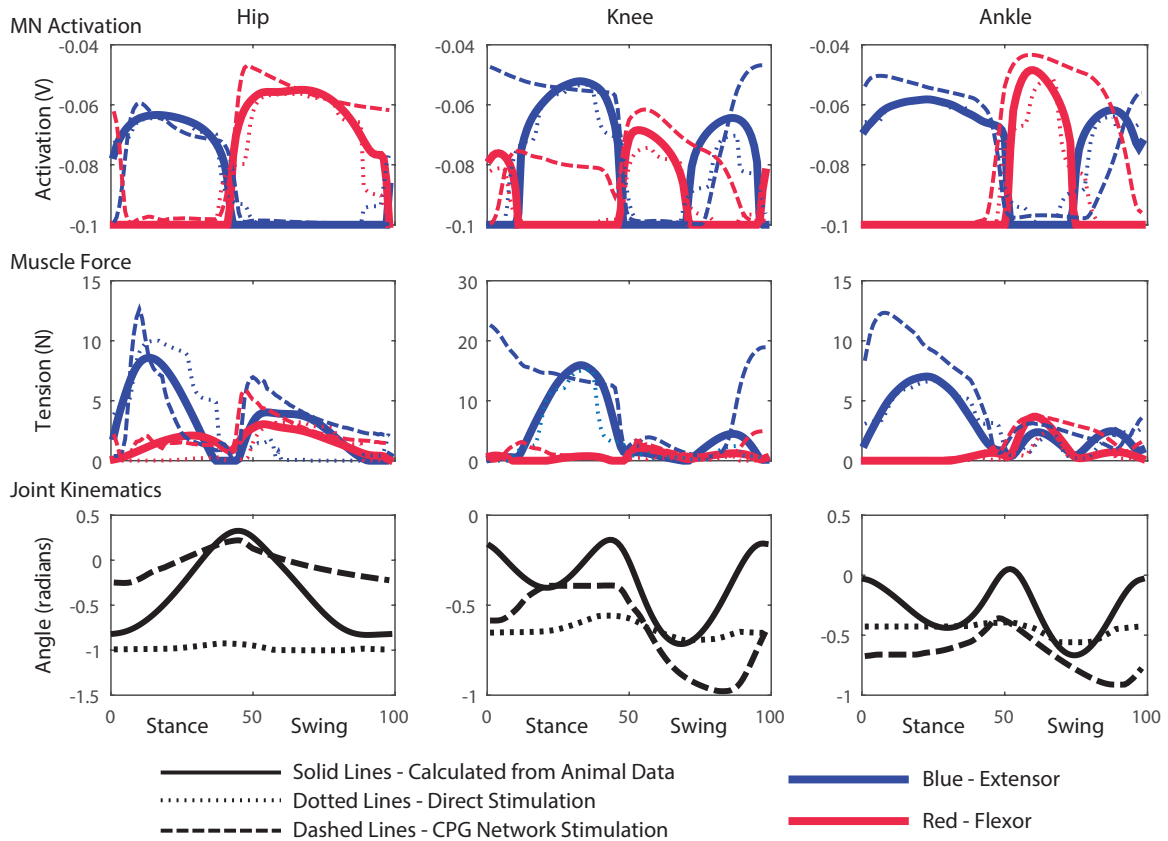 Hip Knee Ankle
MN Activation
Activation (V)
-0.04 -0.04 -0.04
-0.06 -0.06 -0.06
-0.08 -0.08 -0.08
-0.1 -0.1 -0.1
Muscle Force
Tension (N)
15 30 15
10 20 10
5 10 5
0 0 0
Joint Kinematics
Angle (radians)
0.5 0 0.5
0 0
-0.5 -0.5 -0.5
-1
-1.5 -1 -1
0 50 100 0 50 100 0 50 100
Stance Swing Stance Swing Stance Swing
Solid Lines - Calculated from Animal Data
Dotted Lines - Direct Stimulation
Dashed Lines - CPG Network Stimulation
Blue - Extensor
Red - Flexor